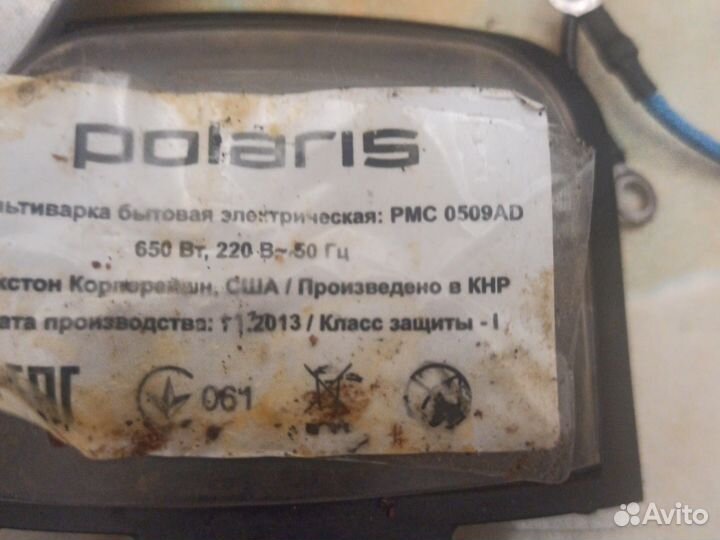 polaris
льтиварка бытовая электрическая: PMC 0509AD
650 Вт, 220 В~ 50 Гц
кстон Корпорейшн, США / Произведено в КНР
ата производства: 11.2013 / Класс защиты - I
061
Avito